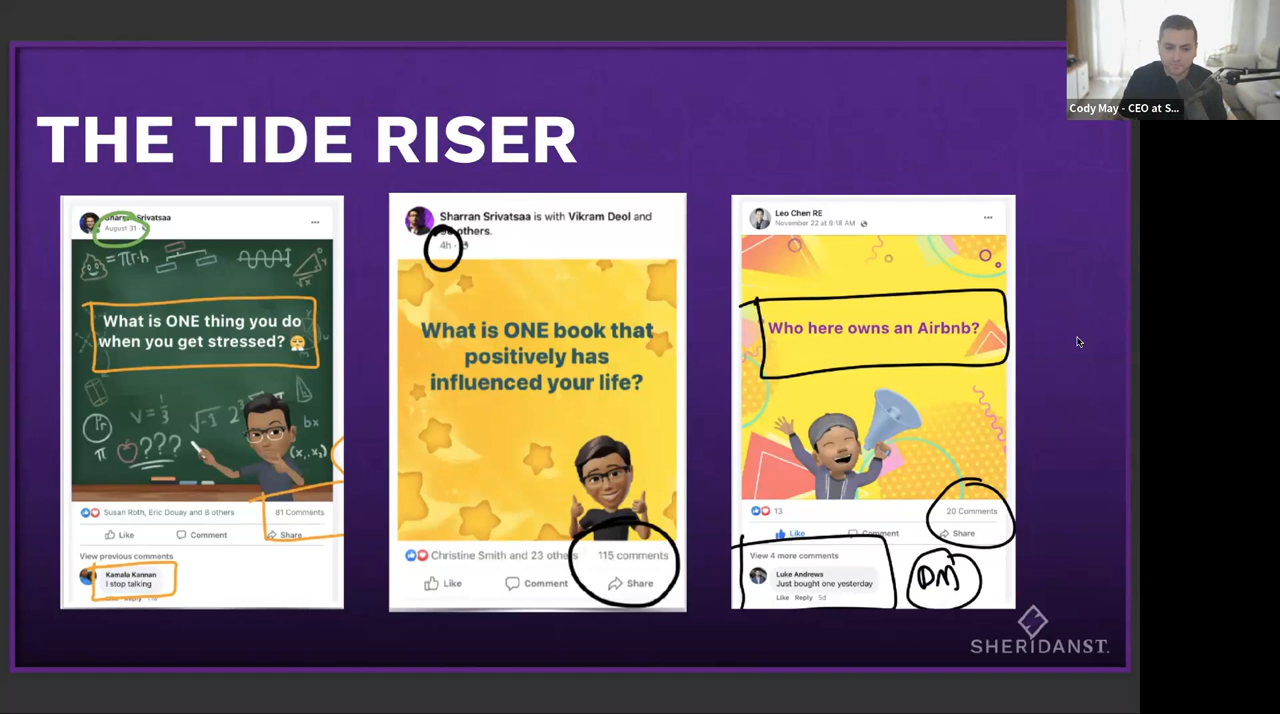 Cody May - CEO at S...
THE TIDE RISER
Sharran Srivatsaa
August 31 ·
What is ONE thing you do
when you get stressed? 😤
Susan Roth, Eric Douay and 8 others
81 Comments
Like
Comment
Share
View previous comments
Kamala Kannan
I stop talking
Sharran Srivatsaa is with Vikram Deol and
others.
4h ·
What is ONE book that
positively has
influenced your life?
Christine Smith and 23 others
115 comments
Like
Comment
Share
Leo Chen RE
November 22 at 9:18 AM ·
Who here owns an Airbnb?
13
20 Comments
Like
Comment
Share
View 4 more comments
Luke Andrews
Just bought one yesterday
Like Reply 5d
DM
SHERIDANST.